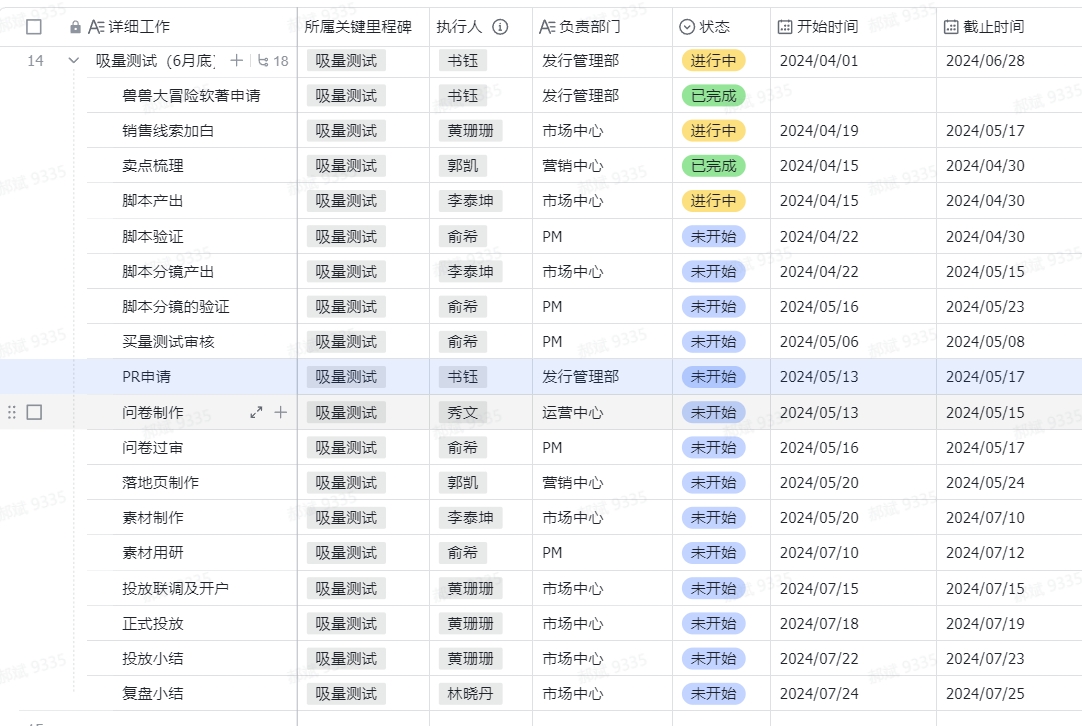 详细工作 所属关键里程碑 执行人 负责部门 状态 开始时间 截止时间
14 吸量测试（6月底） 18 吸量测试 书钰 发行管理部 进行中 2024/04/01 2024/06/28
兽兽大冒险软著申请 吸量测试 书钰 发行管理部 已完成
销售线索加白 吸量测试 黄珊珊 市场中心 进行中 2024/04/19 2024/05/17
卖点梳理 吸量测试 郭凯 营销中心 已完成 2024/04/15 2024/04/30
脚本产出 吸量测试 李泰坤 市场中心 进行中 2024/04/15 2024/04/30
脚本验证 吸量测试 俞希 PM 未开始 2024/04/22 2024/04/30
脚本分镜产出 吸量测试 李泰坤 市场中心 未开始 2024/04/22 2024/05/15
脚本分镜的验证 吸量测试 俞希 PM 未开始 2024/05/16 2024/05/23
买量测试审核 吸量测试 俞希 PM 未开始 2024/05/06 2024/05/08
PR申请 吸量测试 书钰 发行管理部 未开始 2024/05/13 2024/05/17
问卷制作 吸量测试 秀文 运营中心 未开始 2024/05/13 2024/05/15
问卷过审 吸量测试 俞希 PM 未开始 2024/05/16 2024/05/17
落地页制作 吸量测试 郭凯 营销中心 未开始 2024/05/20 2024/05/24
素材制作 吸量测试 李泰坤 市场中心 未开始 2024/05/20 2024/07/10
素材用研 吸量测试 俞希 PM 未开始 2024/07/10 2024/07/12
投放联调及开户 吸量测试 黄珊珊 市场中心 未开始 2024/07/15 2024/07/15
正式投放 吸量测试 黄珊珊 市场中心 未开始 2024/07/18 2024/07/19
投放小结 吸量测试 黄珊珊 市场中心 未开始 2024/07/22 2024/07/23
复盘小结 吸量测试 林晓丹 市场中心 未开始 2024/07/24 2024/07/25
郝斌 9335